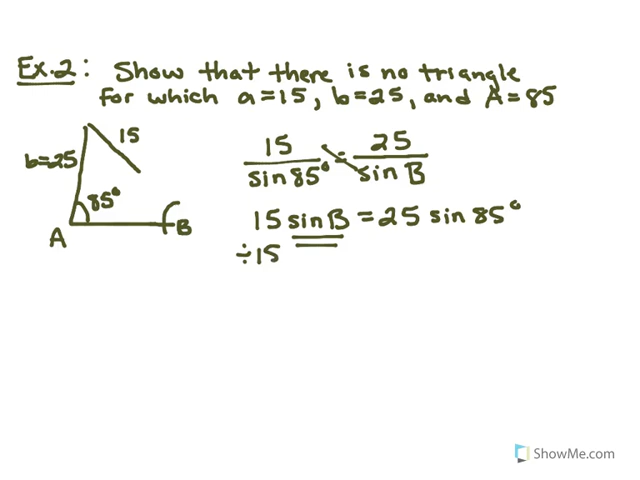 Ex.2: Show that there is no triangle
for which a=15, b=25, and A=85
b=25
15
85°
A
B
15/sin 85° = 25/sin B
15 sin B = 25 sin 85°
÷15
ShowMe.com